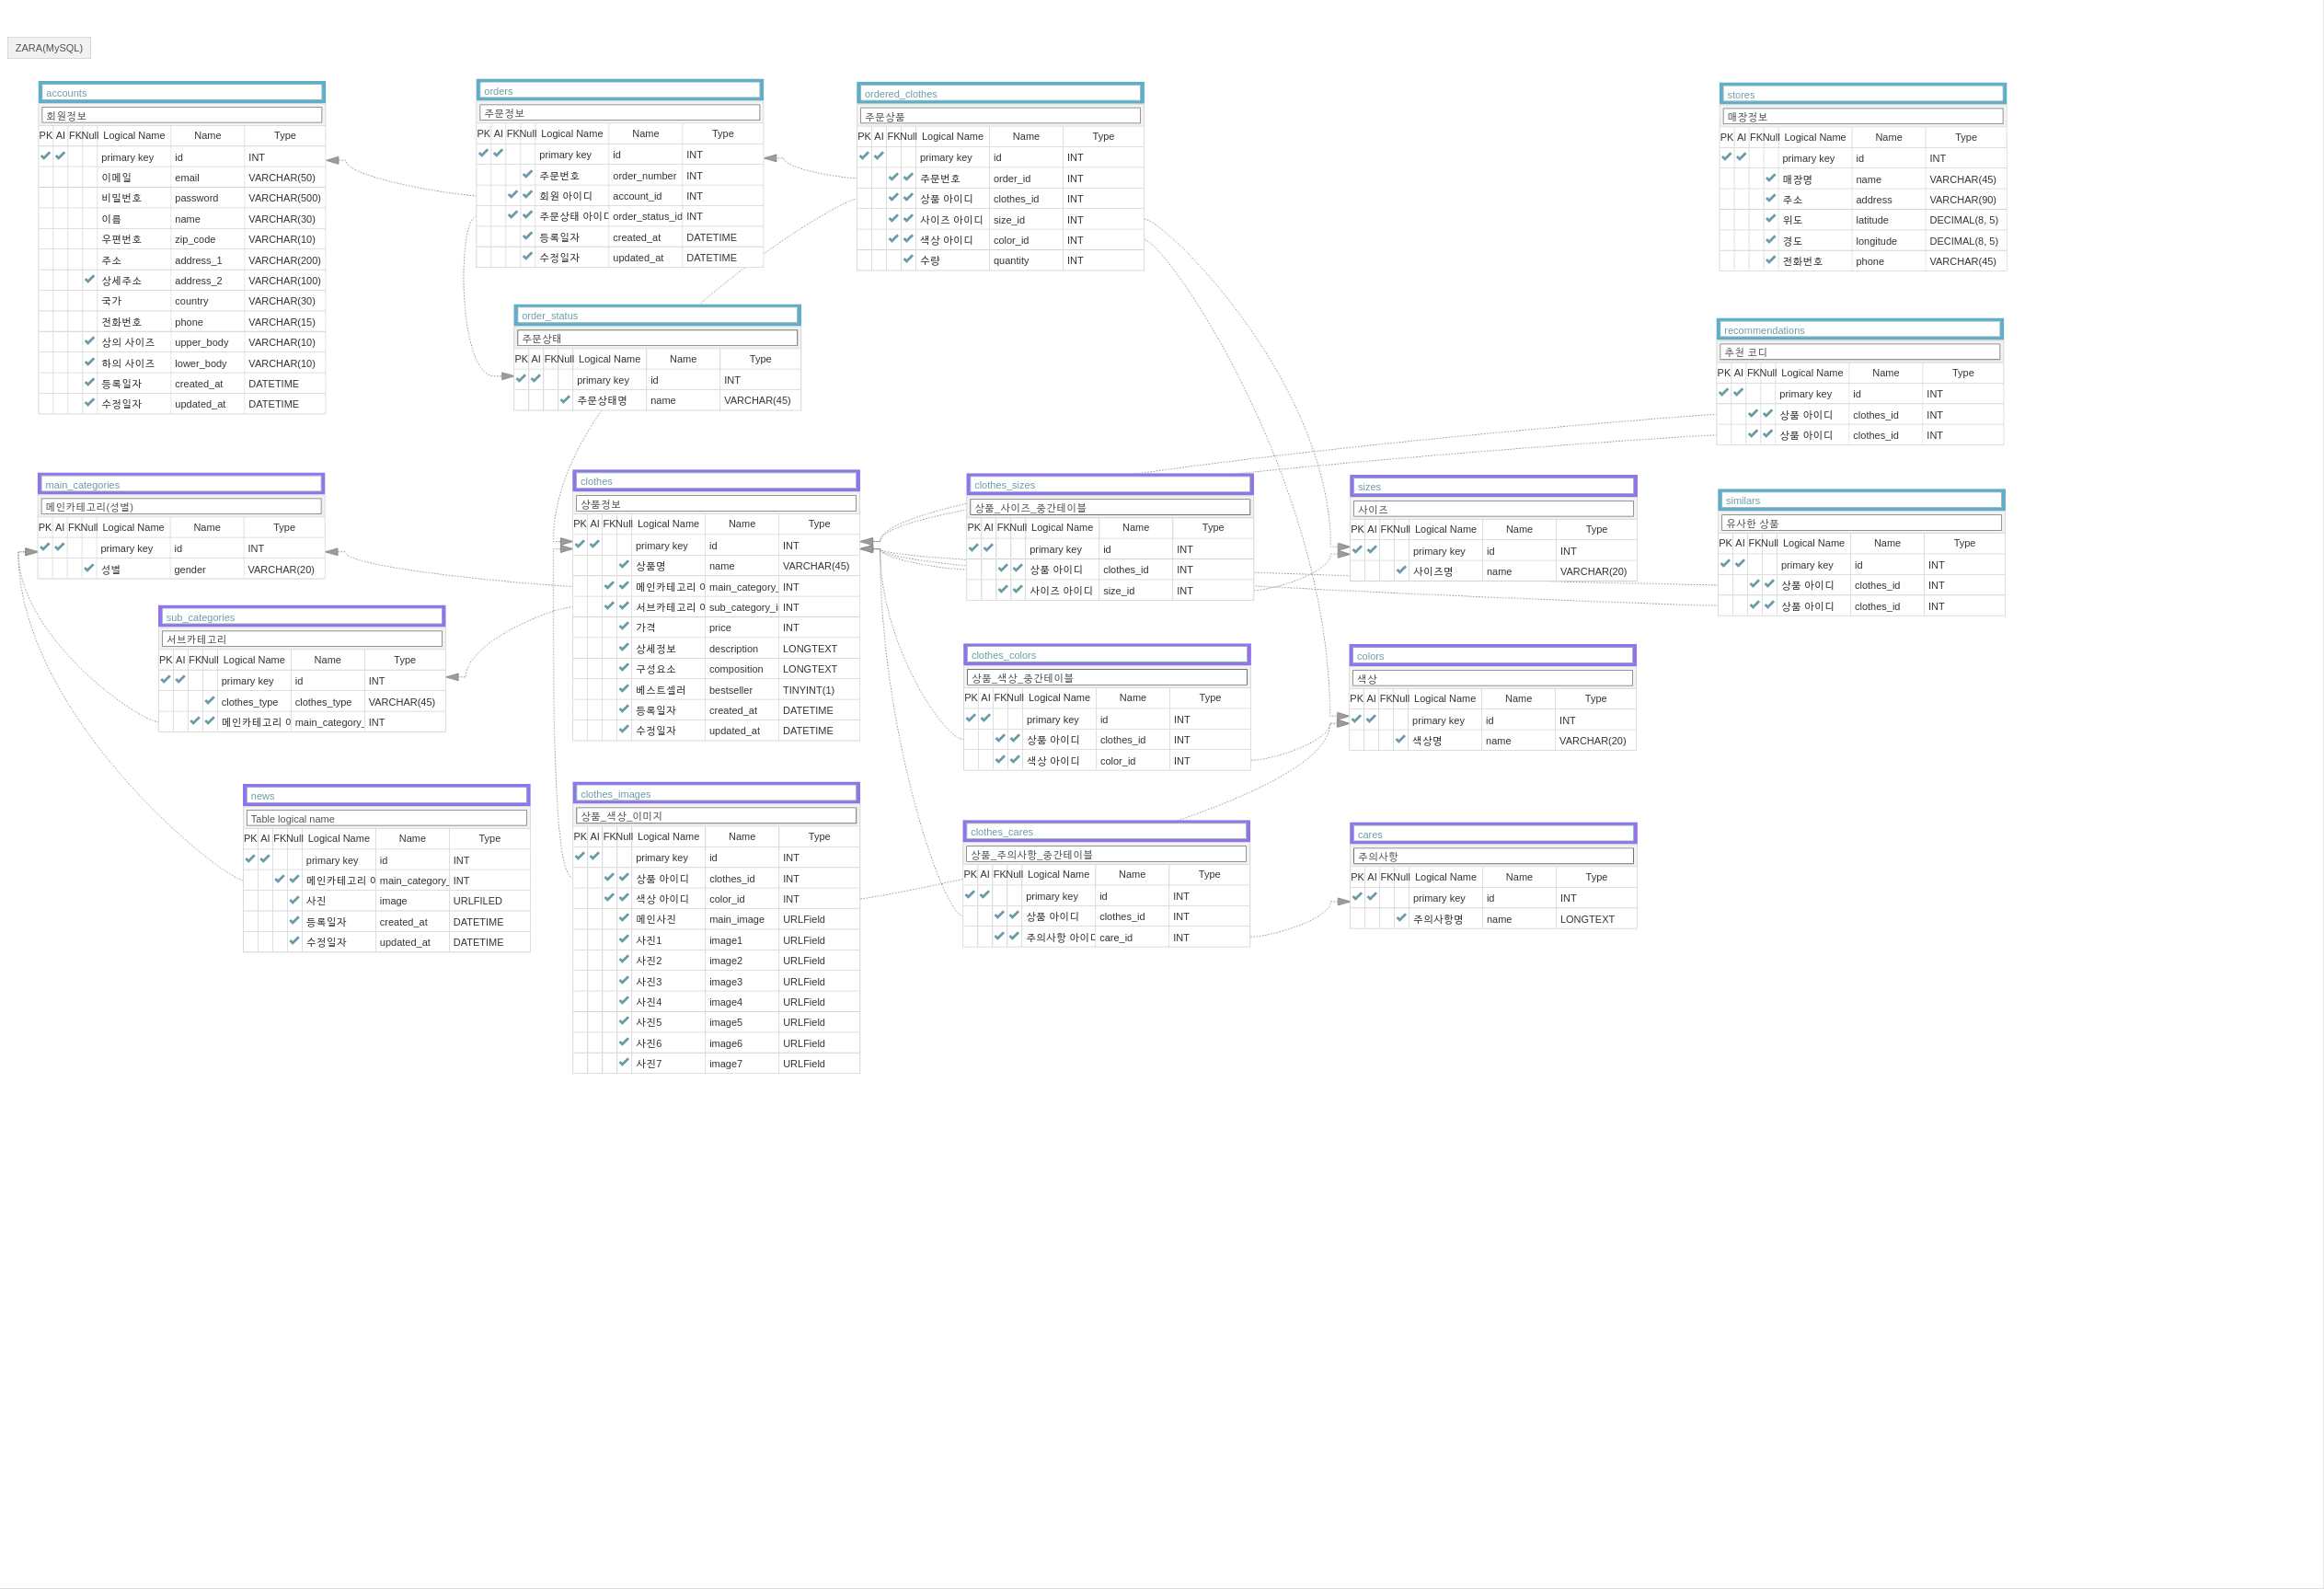 ZARA(MySQL)
accounts
회원정보
PK AI FK Null Logical Name Name Type
primary key id INT
이메일 email VARCHAR(50)
비밀번호 password VARCHAR(500)
이름 name VARCHAR(30)
우편번호 zip_code VARCHAR(10)
주소 address_1 VARCHAR(200)
상세주소 address_2 VARCHAR(100)
국가 country VARCHAR(30)
전화번호 phone VARCHAR(15)
상의 사이즈 upper_body VARCHAR(10)
하의 사이즈 lower_body VARCHAR(10)
등록일자 created_at DATETIME
수정일자 updated_at DATETIME
orders
주문정보
PK AI FK Null Logical Name Name Type
primary key id INT
주문번호 order_number INT
회원 아이디 account_id INT
주문상태 아이디 order_status_id INT
등록일자 created_at DATETIME
수정일자 updated_at DATETIME
ordered_clothes
주문상품
PK AI FK Null Logical Name Name Type
primary key id INT
주문번호 order_id INT
상품 아이디 clothes_id INT
사이즈 아이디 size_id INT
색상 아이디 color_id INT
수량 quantity INT
stores
매장정보
PK AI FK Null Logical Name Name Type
primary key id INT
매장명 name VARCHAR(45)
주소 address VARCHAR(90)
위도 latitude DECIMAL(8, 5)
경도 longitude DECIMAL(8, 5)
전화번호 phone VARCHAR(45)
order_status
주문상태
PK AI FK Null Logical Name Name Type
primary key id INT
주문상태명 name VARCHAR(45)
recommendations
추천 코디
PK AI FK Null Logical Name Name Type
primary key id INT
상품 아이디 clothes_id INT
상품 아이디 clothes_id INT
main_categories
메인카테고리(성별)
PK AI FK Null Logical Name Name Type
primary key id INT
성별 gender VARCHAR(20)
clothes
상품정보
PK AI FK Null Logical Name Name Type
primary key id INT
상품명 name VARCHAR(45)
메인카테고리 main_category_ INT
서브카테고리 sub_category_i INT
가격 price INT
상세정보 description LONGTEXT
구성요소 composition LONGTEXT
베스트셀러 bestseller TINYINT(1)
등록일자 created_at DATETIME
수정일자 updated_at DATETIME
clothes_sizes
상품_사이즈_중간테이블
PK AI FK Null Logical Name Name Type
primary key id INT
상품 아이디 clothes_id INT
사이즈 아이디 size_id INT
sizes
사이즈
PK AI FK Null Logical Name Name Type
primary key id INT
사이즈명 name VARCHAR(20)
similars
유사한 상품
PK AI FK Null Logical Name Name Type
primary key id INT
상품 아이디 clothes_id INT
상품 아이디 clothes_id INT
sub_categories
서브카테고리
PK AI FK Null Logical Name Name Type
primary key id INT
clothes_type clothes_type VARCHAR(45)
메인카테고리 main_category_ INT
clothes_colors
상품_색상_중간테이블
PK AI FK Null Logical Name Name Type
primary key id INT
상품 아이디 clothes_id INT
색상 아이디 color_id INT
colors
색상
PK AI FK Null Logical Name Name Type
primary key id INT
색상명 name VARCHAR(20)
news
Table logical name
PK AI FK Null Logical Name Name Type
primary key id INT
메인카테고리 main_category_ INT
사진 image URLFILED
등록일자 created_at DATETIME
수정일자 updated_at DATETIME
clothes_images
상품_색상_이미지
PK AI FK Null Logical Name Name Type
primary key id INT
상품 아이디 clothes_id INT
색상 아이디 color_id INT
메인사진 main_image URLField
사진1 image1 URLField
사진2 image2 URLField
사진3 image3 URLField
사진4 image4 URLField
사진5 image5 URLField
사진6 image6 URLField
사진7 image7 URLField
clothes_cares
상품_주의사항_중간테이블
PK AI FK Null Logical Name Name Type
primary key id INT
상품 아이디 clothes_id INT
주의사항 아이디 care_id INT
cares
주의사항
PK AI FK Null Logical Name Name Type
primary key id INT
주의사항명 name LONGTEXT